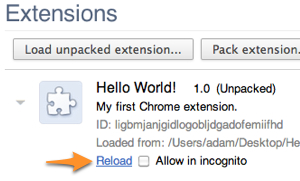 Extensions
Load unpacked extension... Pack extension.
Hello World! 1.0 (Unpacked)
My first Chrome extension.
ID: ligbmjanjgidlogobljdgadofemiifhd
Loaded from: /Users/adam/Desktop/He
Reload Allow in incognito